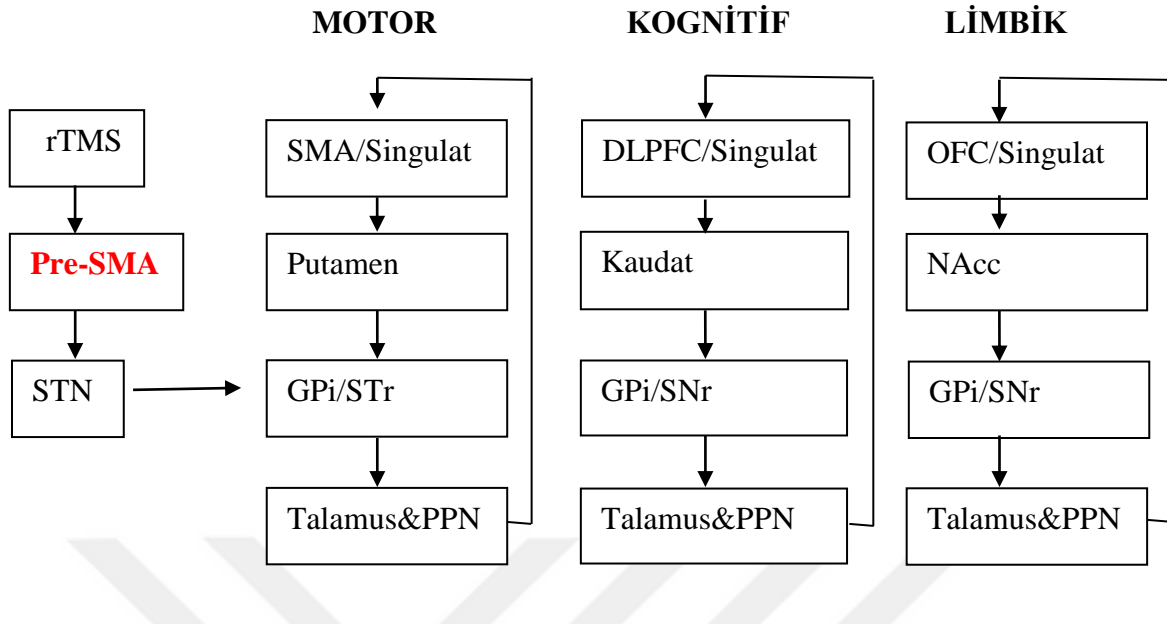 MOTOR KOGNİTİF LİMBİK
rTMS SMA/Singulat DLPFC/Singulat OFC/Singulat
Pre-SMA Putamen Kaudat NAcc
STN GPi/STr GPi/SNr GPi/SNr
Talamus&PPN Talamus&PPN Talamus&PPN